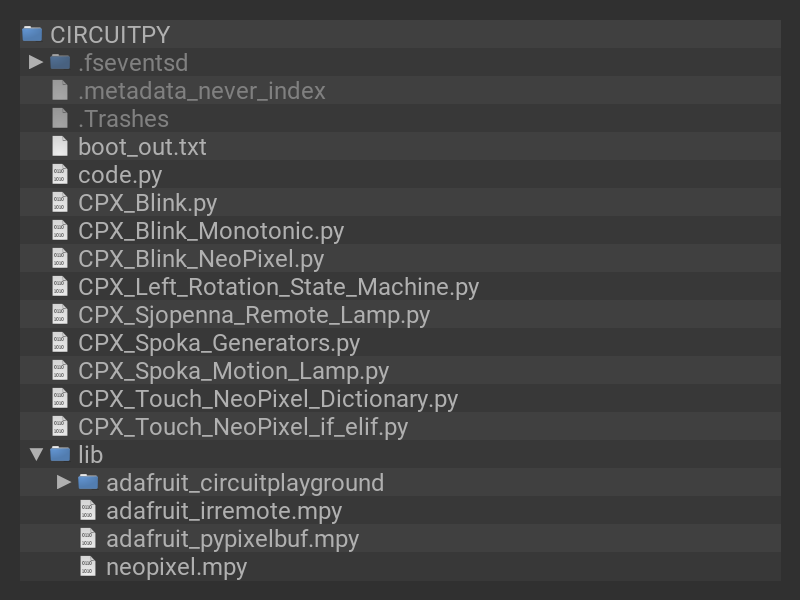 CIRCUITPY
.fseventsd
.metadata_never_index
.Trashes
boot_out.txt
code.py
CPX_Blink.py
CPX_Blink_Monotonic.py
CPX_Blink_NeoPixel.py
CPX_Left_Rotation_State_Machine.py
CPX_Sjopenna_Remote_Lamp.py
CPX_Spoka_Generators.py
CPX_Spoka_Motion_Lamp.py
CPX_Touch_NeoPixel_Dictionary.py
CPX_Touch_NeoPixel_if_elif.py
lib
adafruit_circuitplayground
adafruit_irremote.mpy
adafruit_pypixelbuf.mpy
neopixel.mpy